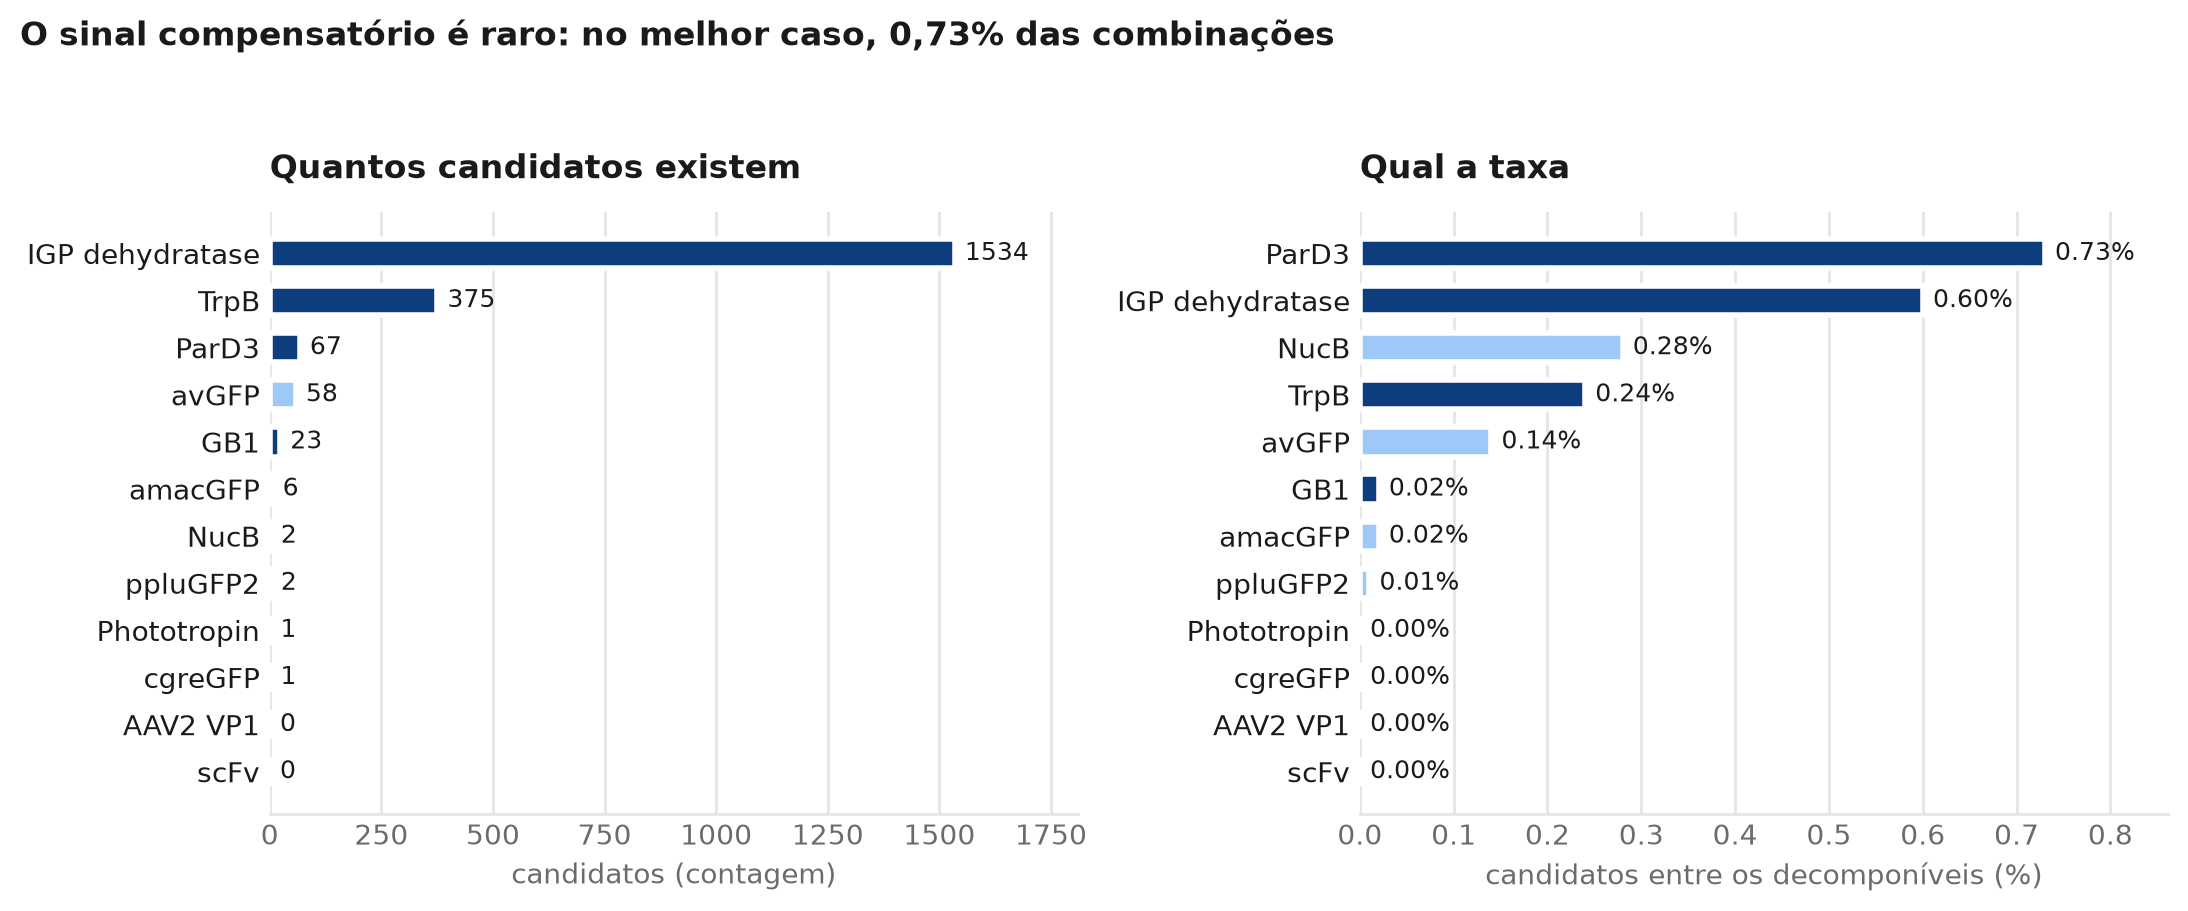 O sinal compensatório é raro: no melhor caso, 0,73% das combinações
Quantos candidatos existem
IGP dehydratase 1534
TrpB 375
ParD3 67
avGFP 58
GB1 23
amacGFP 6
NucB 2
ppluGFP2 2
Phototropin 1
cgreGFP 1
AAV2 VP1 0
scFv 0
0 250 500 750 1000 1250 1500 1750
candidatos (contagem)
Qual a taxa
ParD3 0.73%
IGP dehydratase 0.60%
NucB 0.28%
TrpB 0.24%
avGFP 0.14%
GB1 0.02%
amacGFP 0.02%
ppluGFP2 0.01%
Phototropin 0.00%
cgreGFP 0.00%
AAV2 VP1 0.00%
scFv 0.00%
0.0 0.1 0.2 0.3 0.4 0.5 0.6 0.7 0.8
candidatos entre os decomponíveis (%)